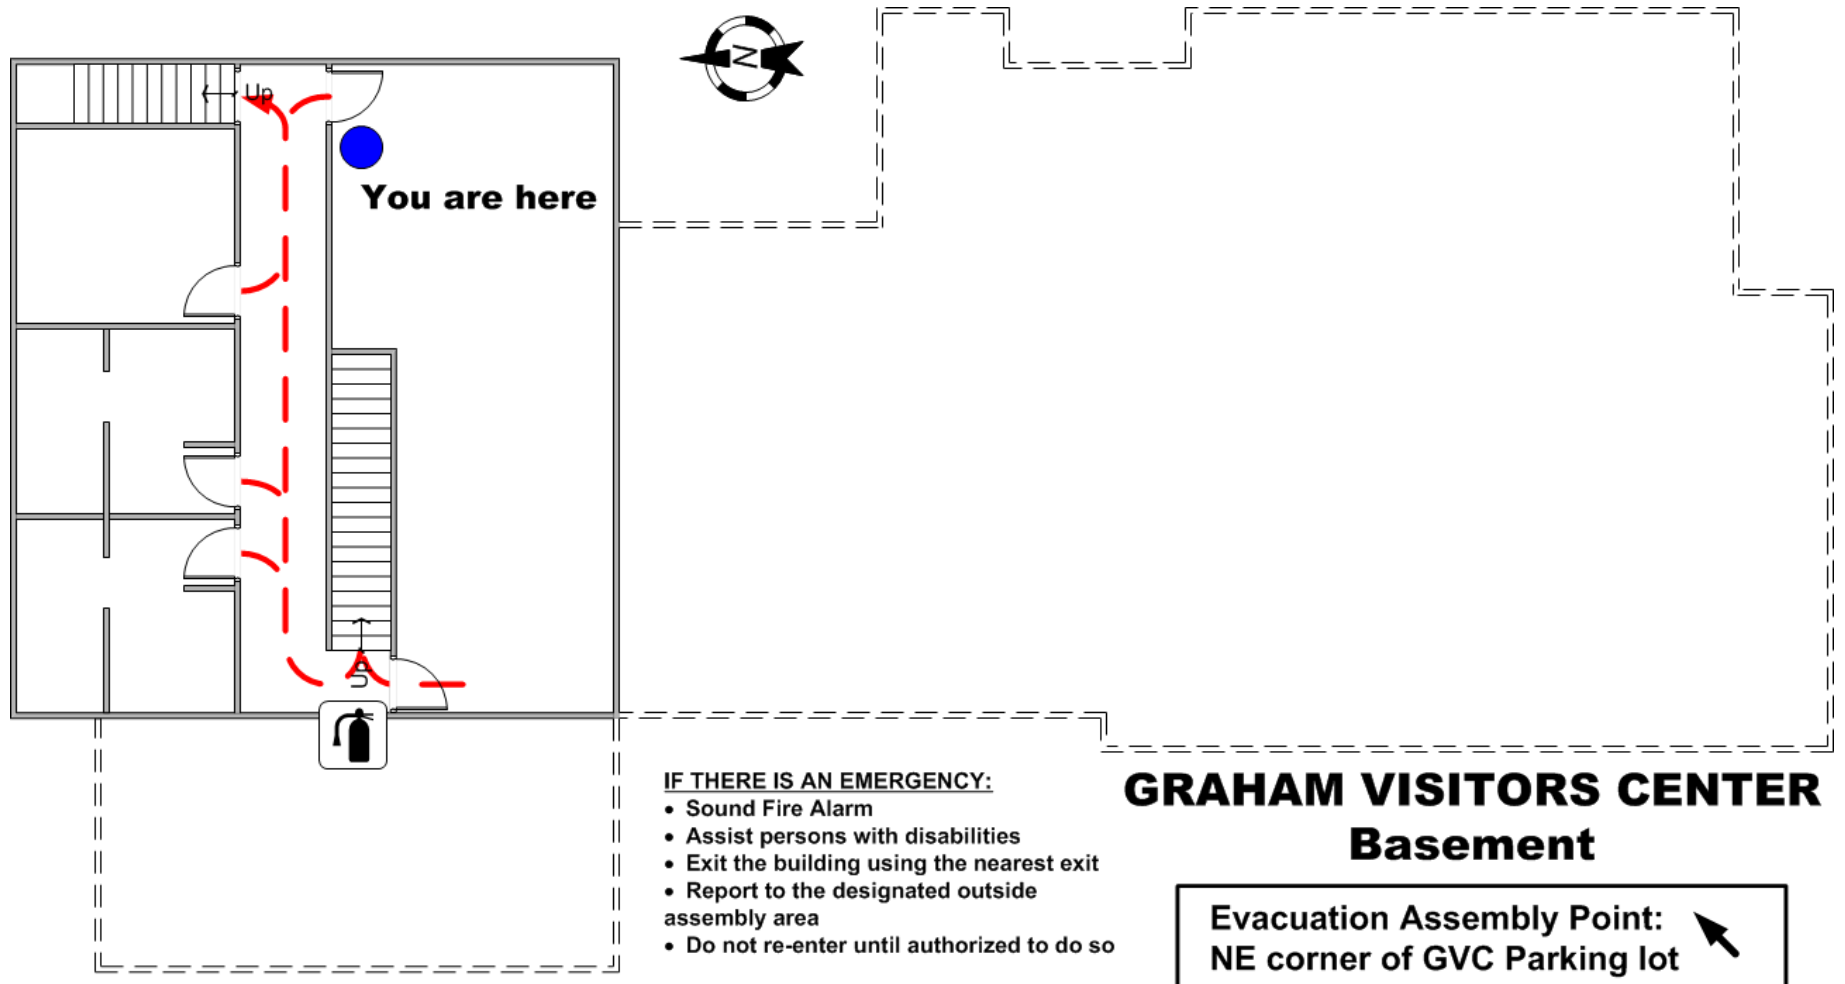 N
Up
You are here
Up
IF THERE IS AN EMERGENCY:
• Sound Fire Alarm
• Assist persons with disabilities
• Exit the building using the nearest exit
• Report to the designated outside
assembly area
• Do not re-enter until authorized to do so
GRAHAM VISITORS CENTER
Basement
Evacuation Assembly Point:
NE corner of GVC Parking lot